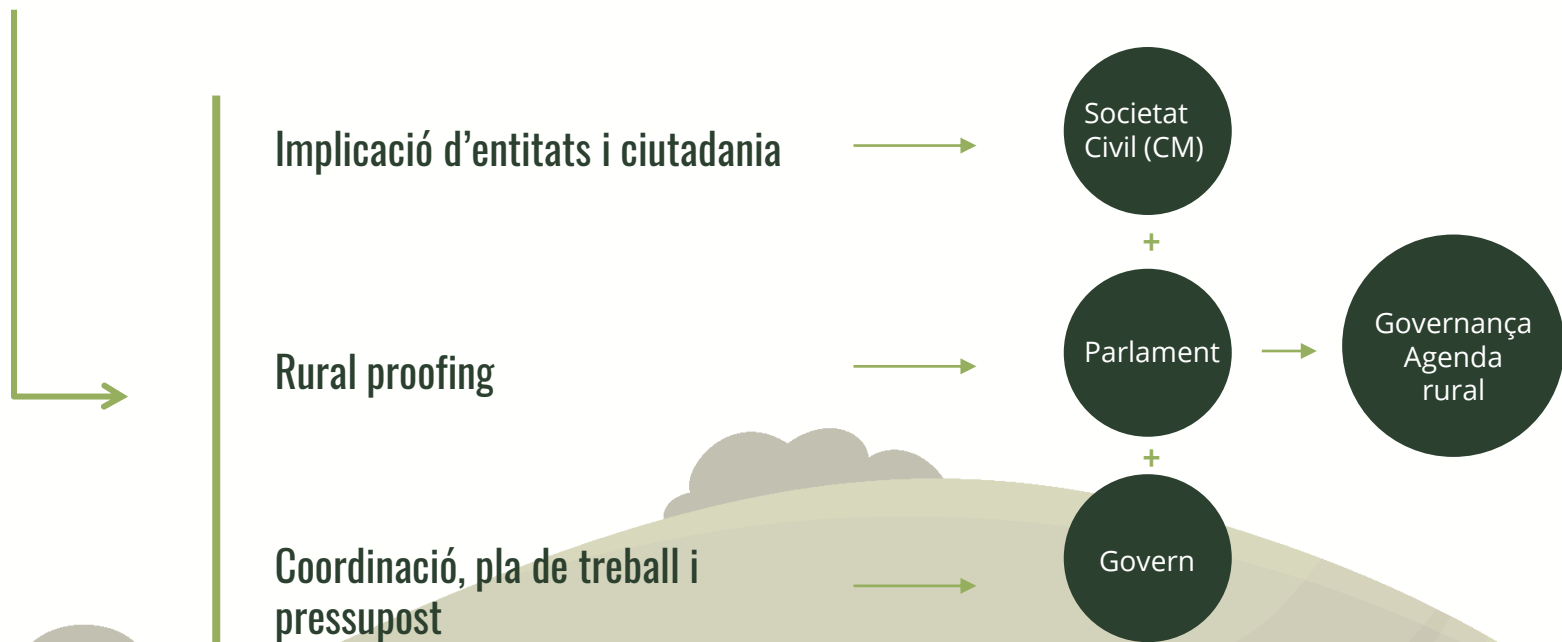 Implicació d’entitats i ciutadania
Societat
Civil (CM)
+
Rural proofing
Parlament
Governança
Agenda
rural
+
Coordinació, pla de treball i
pressupost
Govern